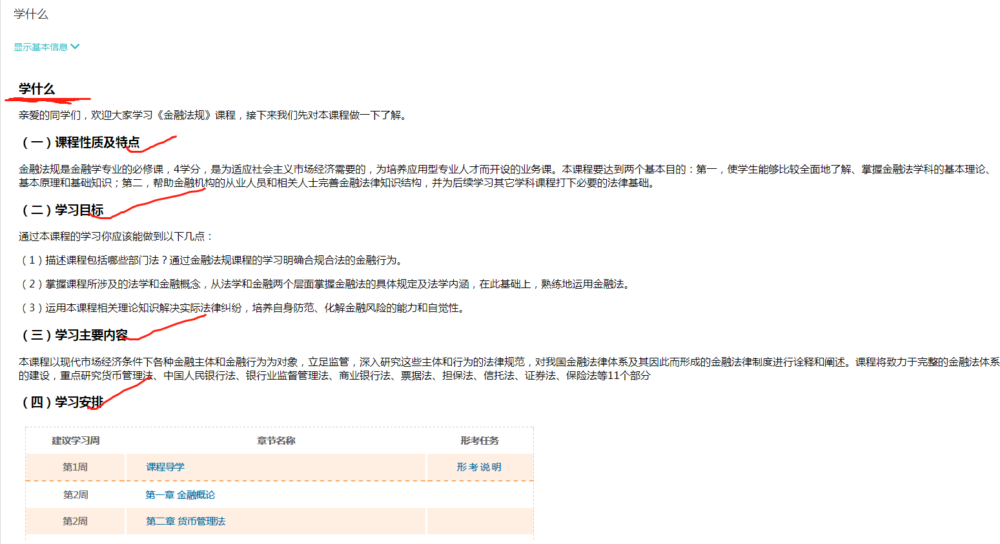 学什么
显示基本信息
学什么
亲爱的同学们，欢迎大家学习《金融法规》课程，接下来我们先对本课程做一下了解。
（一）课程性质及特点
金融法规是金融学专业的必修课，4学分，是为适应社会主义市场经济需要的，为培养应用型专业人才而开设的业务课。本课程要达到两个基本目的：第一，使学生能够比较全面地了解、掌握金融法学科的基本理论、
基本原理和基础知识；第二，帮助金融机构的从业人员和相关人士完善金融法律知识结构，并为后续学习其它学科课程打下必要的法律基础。
（二）学习目标
通过本课程的学习你应该能做到以下几点：
（1）描述课程包括哪些部门法？通过金融法规课程的学习明确合规合法的金融行为。
（2）掌握课程所涉及的法学和金融概念，从法学和金融两个层面掌握金融法的具体规定及法学内涵，在此基础上，熟练地运用金融法。
（3）运用本课程相关理论知识解决实际法律纠纷，培养自身防范、化解金融风险的能力和自觉性。
（三）学习主要内容
本课程以现代市场经济条件下各种金融主体和金融行为为对象，立足监管，深入研究这些主体和行为的法律规范，对我国金融法律体系及其因此而形成的金融法律制度进行诠释和阐述。课程将致力于完整的金融法体系
的建设，重点研究货币管理法、中国人民银行法、银行业监督管理法、商业银行法、票据法、担保法、信托法、证券法、保险法等11个部分
（四）学习安排
建议学习周 章节名称 形考任务
第1周 课程导学 形考说明
第2周 第一章 金融概论
第2周 第二章 货币管理法